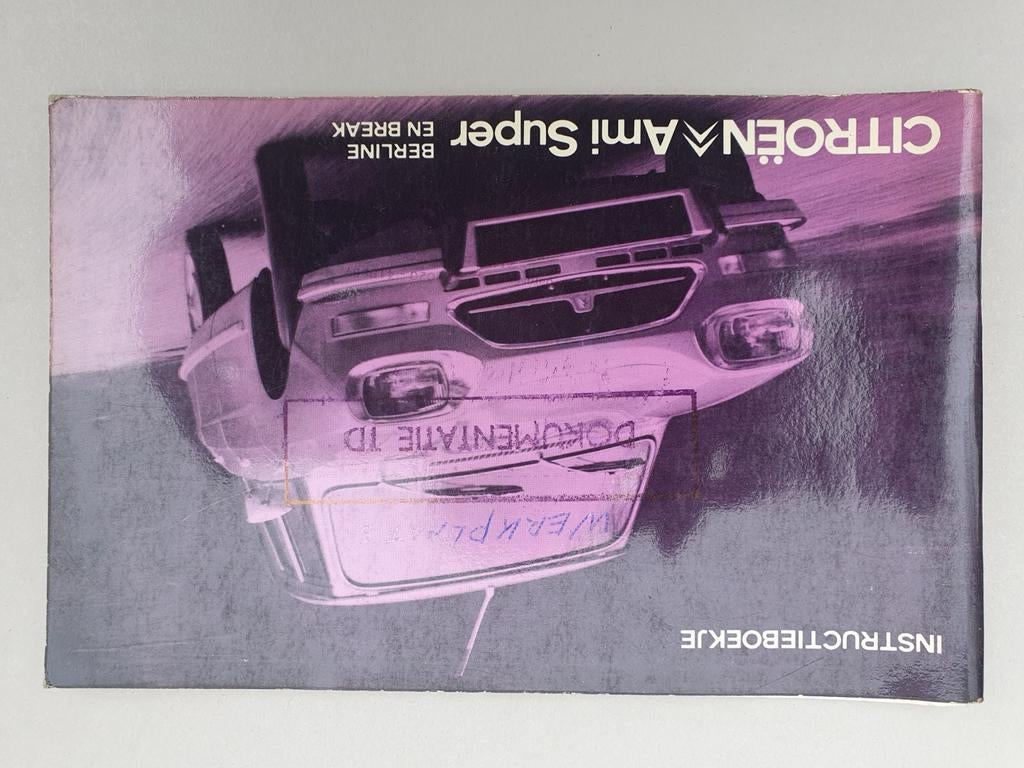 INSTRUCTIEBOEKJE
WERKPLAATS
DOKUMENTATIE TD
CITROËN Ami Super
BERLINE
EN BREAK